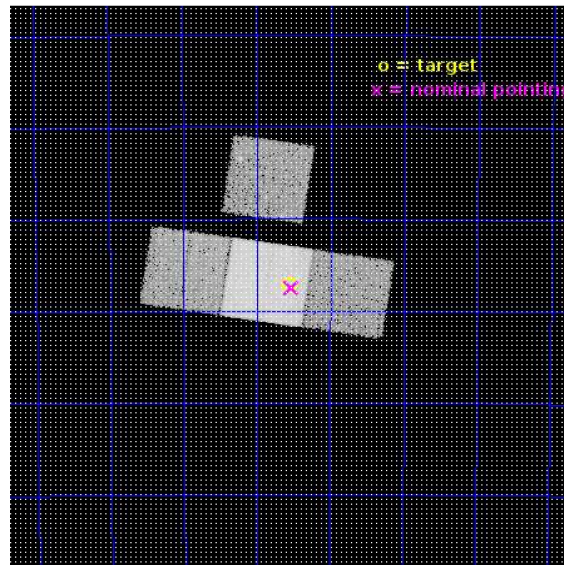 o = target
x = nominal pointing